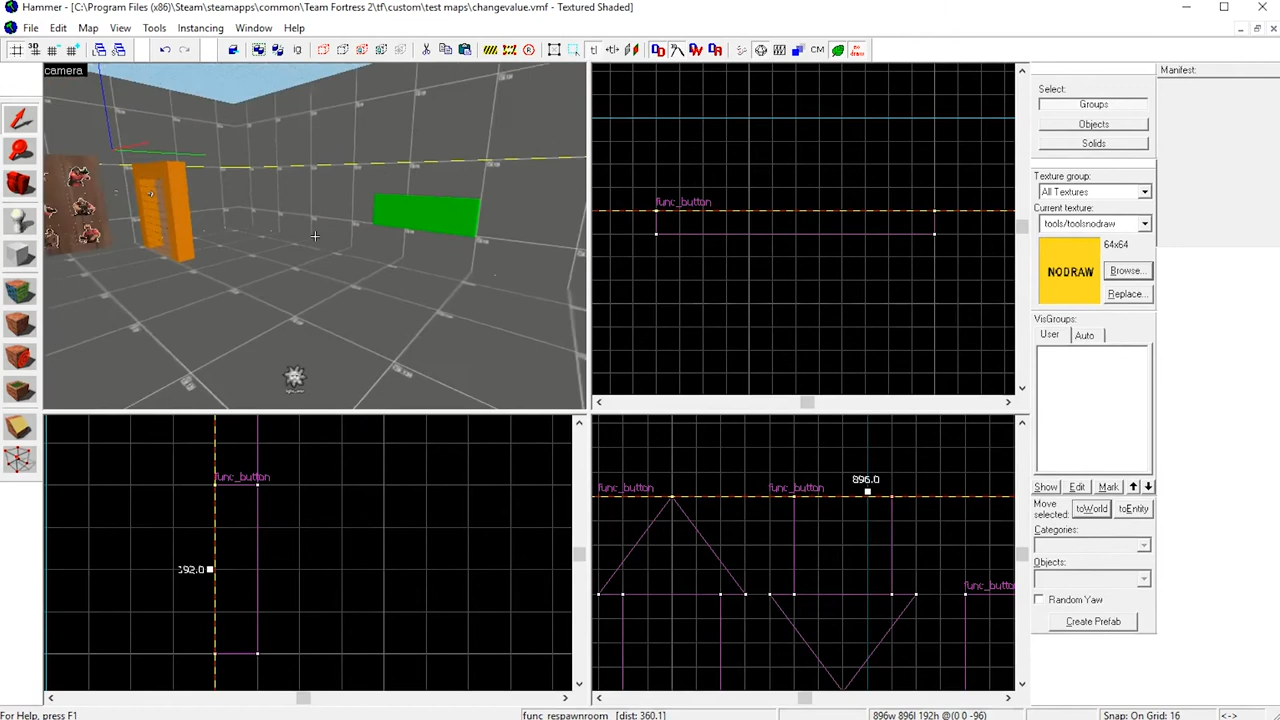 Hammer - [C:\Program Files (x86)\Steam\steamapps\common\Team Fortress 2\tf\custom\test maps\changevalue.vmf - Textured Shaded]
File Edit Map View Tools Instancing Window Help
CM
camera
func_button
func_button
392.0
func_button
func_button
896.0
func_button
Select:
Groups
Objects
Solids
Texture group:
All Textures
Current texture:
tools/toolsnodraw
64x64
NODRAW
Browse...
Replace...
VisGroups:
User
Auto
Show
Edit
Mark
Move selected:
toWorld
toEntity
Categories:
Objects:
Random Yaw
Create Prefab
Manifest:
For Help, press F1
func_respawnroom [dist: 360.1]
896w 896l 192h @(0 0 -96)
Snap: On Grid: 16
<->